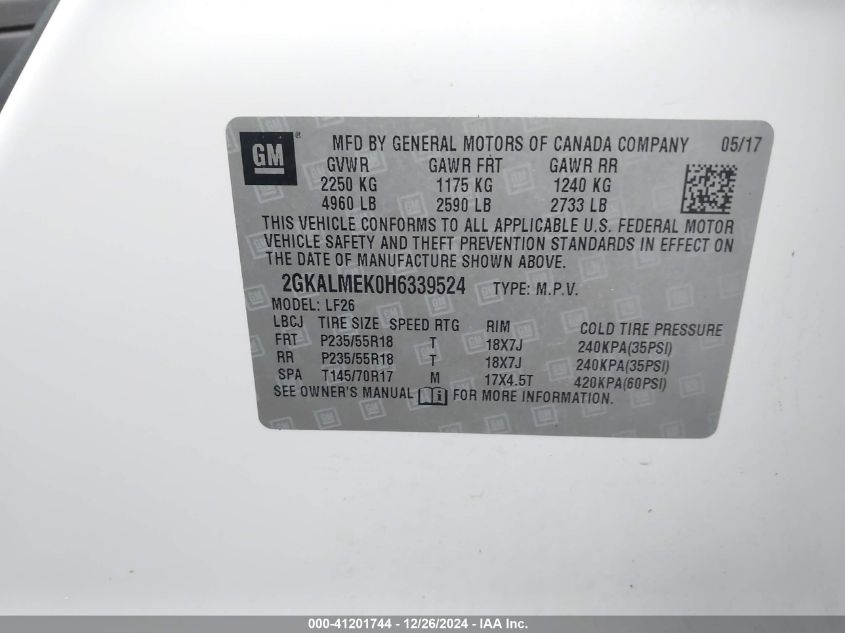 GM ® MFD BY GENERAL MOTORS OF CANADA COMPANY 05/17
GVWR GAWR FRT GAWR RR
2250 KG 1175 KG 1240 KG
4960 LB 2590 LB 2733 LB
THIS VEHICLE CONFORMS TO ALL APPLICABLE U.S. FEDERAL MOTOR
VEHICLE SAFETY AND THEFT PREVENTION STANDARDS IN EFFECT ON
THE DATE OF MANUFACTURE SHOWN ABOVE.
2GKALMEK0H6339524 TYPE: M.P.V.
MODEL: LF26
LBCJ TIRE SIZE SPEED RTG RIM COLD TIRE PRESSURE
FRT P235/55R18 T 18X7J 240KPA(35PSI)
RR P235/55R18 T 18X7J 240KPA(35PSI)
SPA T145/70R17 M 17X4.5T 420KPA(60PSI)
SEE OWNER'S MANUAL FOR MORE INFORMATION.
000-41201744 - 12/26/2024 - IAA Inc.